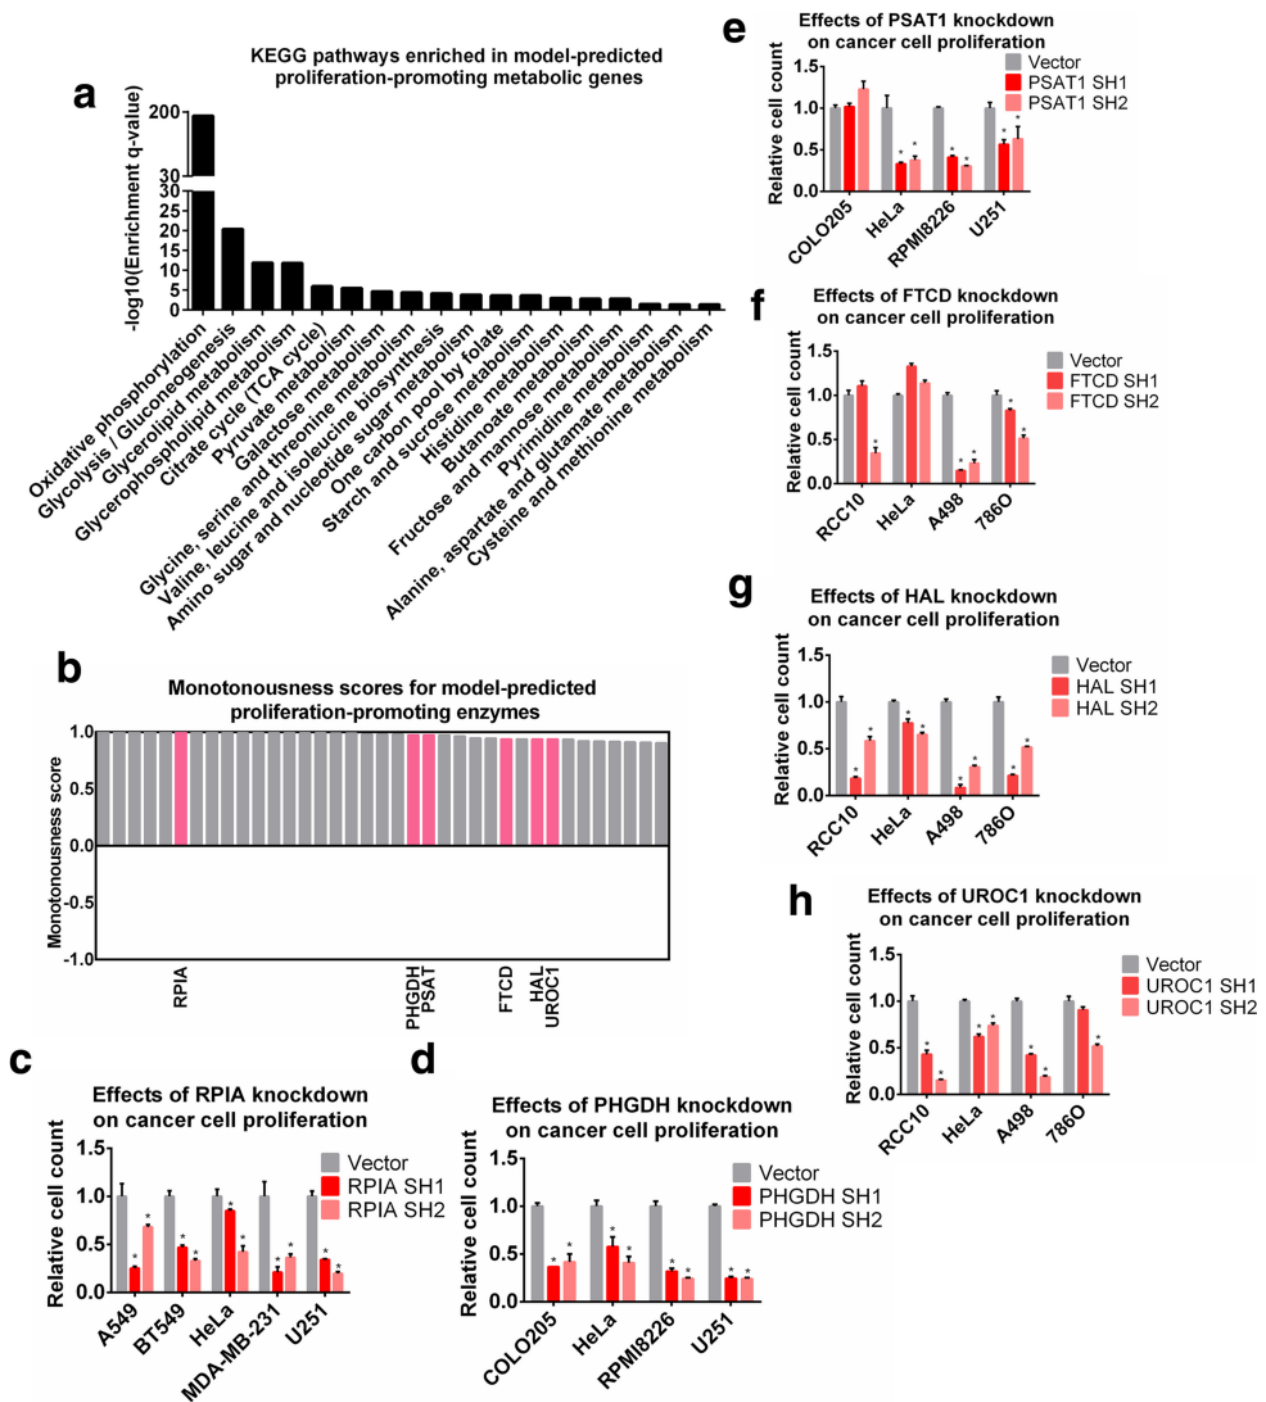 a
KEGG pathways enriched in model-predicted
proliferation-promoting metabolic genes
-log10(Enrichment q-value)
200
30
30
25
20
15
10
5
0
Oxidative phosphorylation
Glycolysis / Gluconeogenesis
Glycerolipid metabolism
Glycerophospholipid metabolism
Citrate cycle (TCA cycle)
Pyruvate metabolism
Galactose metabolism
Glycine, serine and threonine metabolism
Valine, leucine and isoleucine biosynthesis
Amino sugar and nucleotide sugar metabolism
One carbon pool by folate
Starch and sucrose metabolism
Histidine metabolism
Butanoate metabolism
Fructose and mannose metabolism
Pyrimidine metabolism
Alanine, aspartate and glutamate metabolism
Cysteine and methionine metabolism
b
Monotonousness scores for model-predicted
proliferation-promoting enzymes
Monotonousness score
1.0
0.5
0.0
-0.5
-1.0
RPIA
PHGDH
PSAT
FTCD
HAL
UROC1
c
Effects of RPIA knockdown
on cancer cell proliferation
Relative cell count
1.5
1.0
0.5
0.0
Vector
RPIA SH1
RPIA SH2
* * * * * * * * * *
A549
BT549
HeLa
MDA-MB-231
U251
d
Effects of PHGDH knockdown
on cancer cell proliferation
Relative cell count
1.5
1.0
0.5
0.0
Vector
PHGDH SH1
PHGDH SH2
* * * * * * * *
COLO205
HeLa
RPMI8226
U251
e
Effects of PSAT1 knockdown
on cancer cell proliferation
Relative cell count
1.5
1.0
0.5
0.0
Vector
PSAT1 SH1
PSAT1 SH2
* * * * * *
COLO205
HeLa
RPMI8226
U251
f
Effects of FTCD knockdown
on cancer cell proliferation
Relative cell count
1.5
1.0
0.5
0.0
Vector
FTCD SH1
FTCD SH2
* * * * *
RCC10
HeLa
A498
786O
g
Effects of HAL knockdown
on cancer cell proliferation
Relative cell count
1.5
1.0
0.5
0.0
Vector
HAL SH1
HAL SH2
* * * * * * * *
RCC10
HeLa
A498
786O
h
Effects of UROC1 knockdown
on cancer cell proliferation
Relative cell count
1.5
1.0
0.5
0.0
Vector
UROC1 SH1
UROC1 SH2
* * * * * * *
RCC10
HeLa
A498
786O